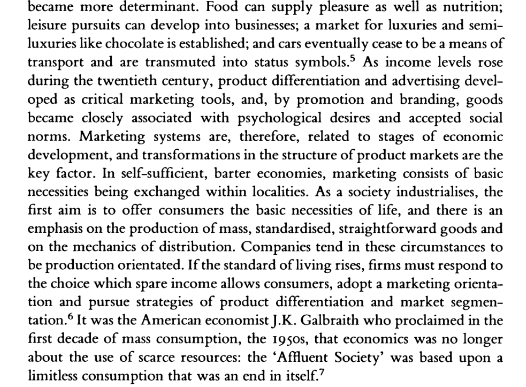 became more determinant. Food can supply pleasure as well as nutrition;
leisure pursuits can develop into businesses; a market for luxuries and semi-
luxuries like chocolate is established; and cars eventually cease to be a means of
transport and are transmuted into status symbols.⁵ As income levels rose
during the twentieth century, product differentiation and advertising devel-
oped as critical marketing tools, and, by promotion and branding, goods
became closely associated with psychological desires and accepted social
norms. Marketing systems are, therefore, related to stages of economic
development, and transformations in the structure of product markets are the
key factor. In self-sufficient, barter economies, marketing consists of basic
necessities being exchanged within localities. As a society industrialises, the
first aim is to offer consumers the basic necessities of life, and there is an
emphasis on the production of mass, standardised, straightforward goods and
on the mechanics of distribution. Companies tend in these circumstances to
be production orientated. If the standard of living rises, firms must respond to
the choice which spare income allows consumers, adopt a marketing orienta-
tion and pursue strategies of product differentiation and market segmen-
tation.⁶ It was the American economist J.K. Galbraith who proclaimed in the
first decade of mass consumption, the 1950s, that economics was no longer
about the use of scarce resources: the ‘Affluent Society’ was based upon a
limitless consumption that was an end in itself.⁷